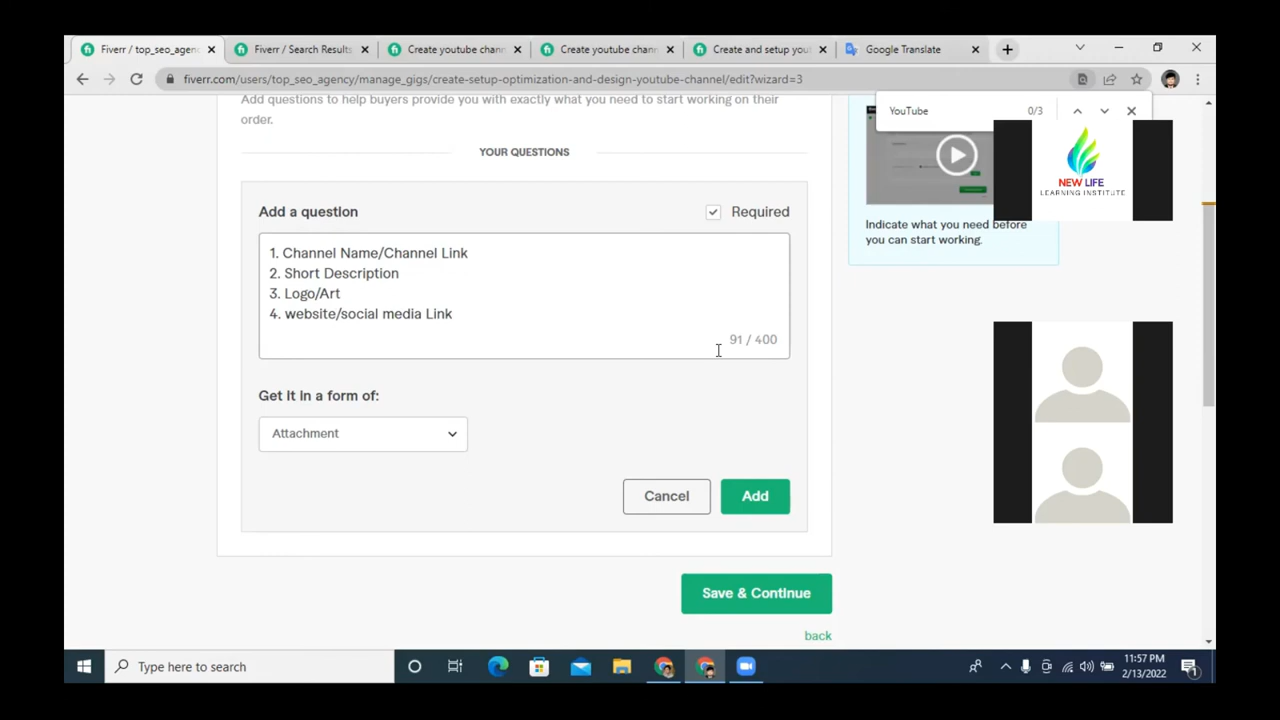 Fiverr / top_seo_agenc
Fiverr / Search Results
Create youtube chann
Create youtube chann
Create and setup you
Google Translate
fiverr.com/users/top_seo_agency/manage_gigs/create-setup-optimization-and-design-youtube-channel/edit?wizard=3
YouTube
0/3
Add questions to help buyers provide you with exactly what you need to start working on their
order.
YOUR QUESTIONS
Add a question
Required
1. Channel Name/Channel Link
2. Short Description
3. Logo/Art
4. website/social media Link
91 / 400
Get it in a form of:
Attachment
Cancel
Add
Save & Continue
back
NEW LIFE
LEARNING INSTITUTE
Indicate what you need before
you can start working.
Type here to search
11:57 PM
2/13/2022
1